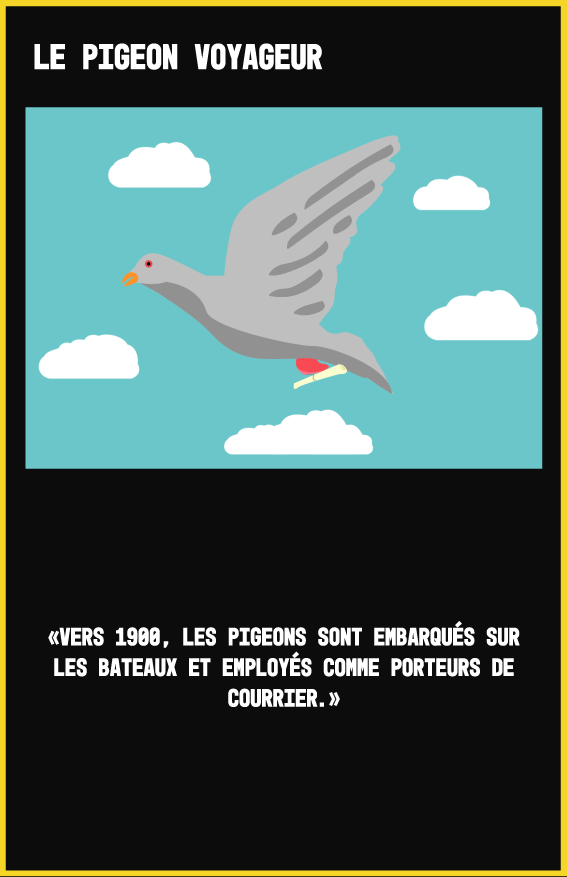 LE PIGEON VOYAGEUR
«VERS 1900, LES PIGEONS SONT EMBARQUÉS SUR
LES BATEAUX ET EMPLOYÉS COMME PORTEURS DE
COURRIER.»